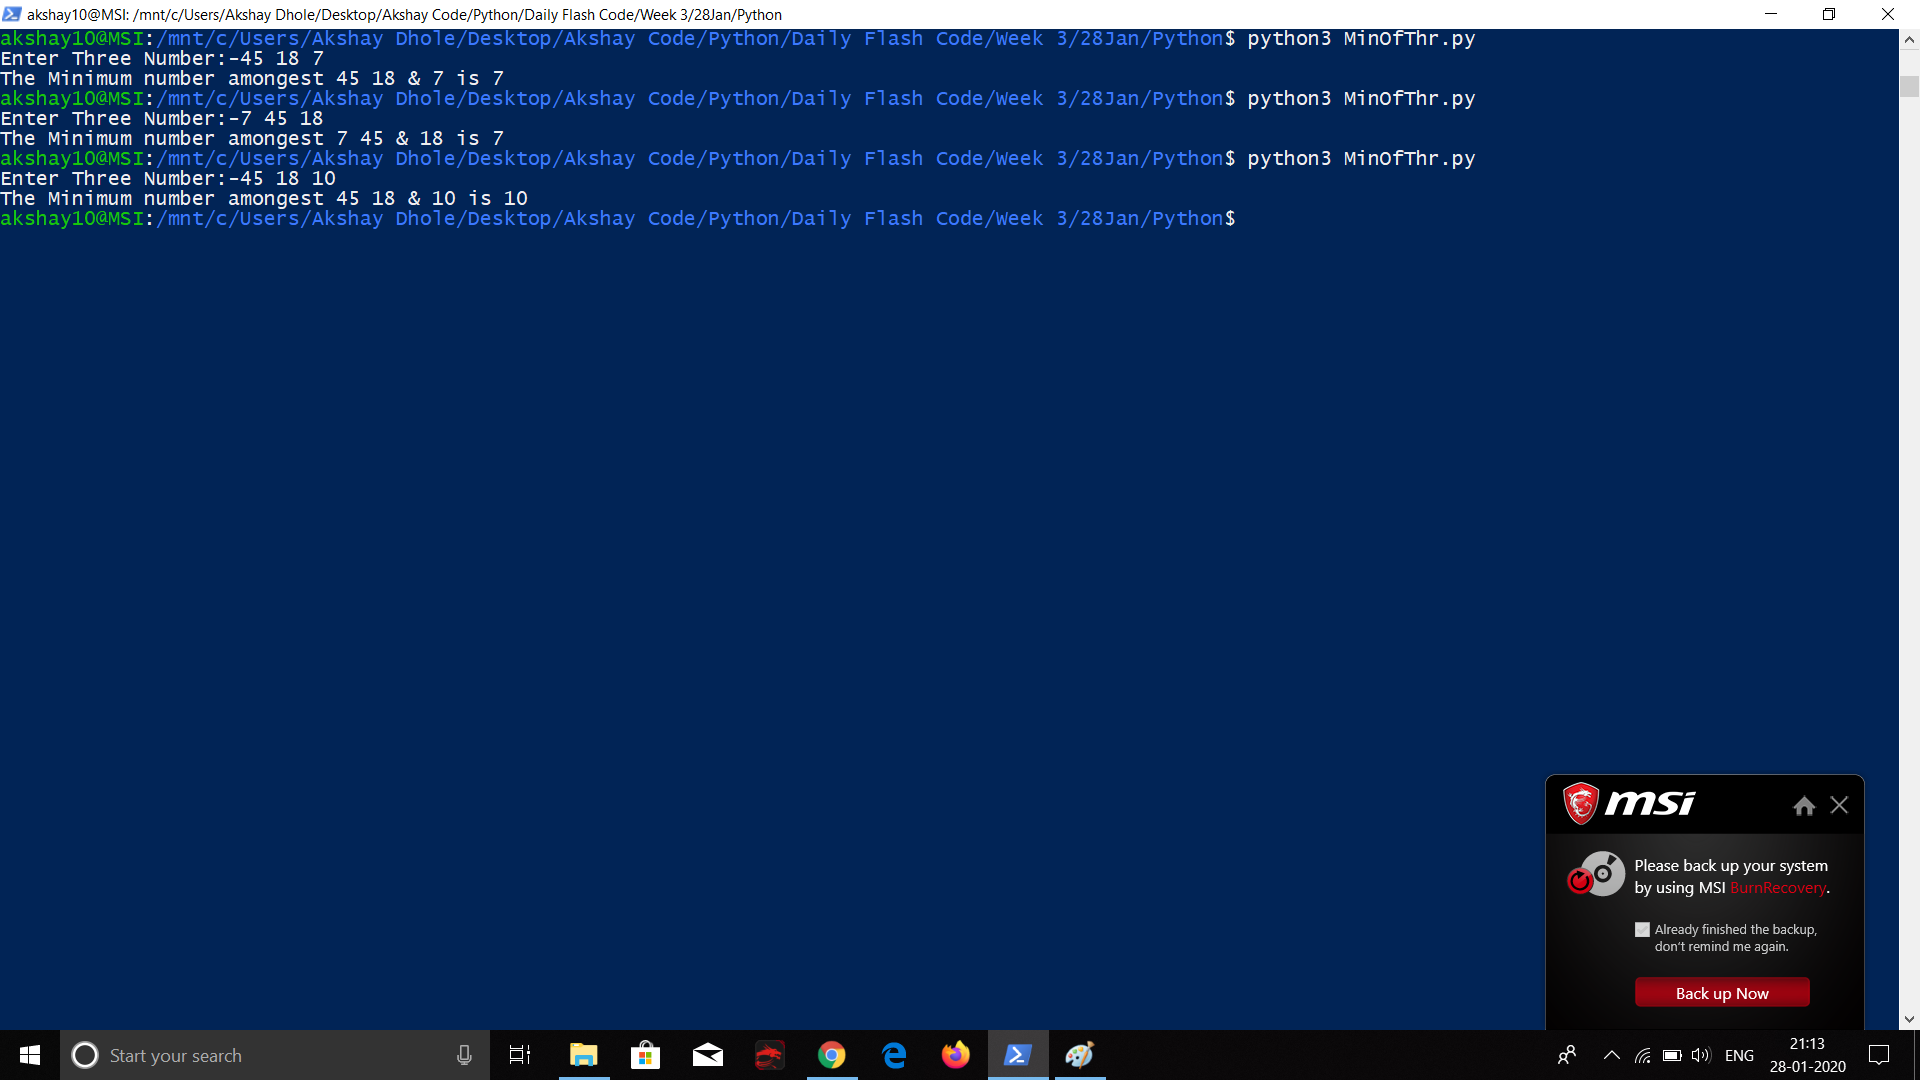 akshay10@MSI: /mnt/c/Users/Akshay Dhole/Desktop/Akshay Code/Python/Daily Flash Code/Week 3/28Jan/Python
akshay10@MSI:/mnt/c/Users/Akshay Dhole/Desktop/Akshay Code/Python/Daily Flash Code/Week 3/28Jan/Python$ python3 MinOfThr.py
Enter Three Number:-45 18 7
The Minimum number amongest 45 18 & 7 is 7
akshay10@MSI:/mnt/c/Users/Akshay Dhole/Desktop/Akshay Code/Python/Daily Flash Code/Week 3/28Jan/Python$ python3 MinOfThr.py
Enter Three Number:-7 45 18
The Minimum number amongest 7 45 & 18 is 7
akshay10@MSI:/mnt/c/Users/Akshay Dhole/Desktop/Akshay Code/Python/Daily Flash Code/Week 3/28Jan/Python$ python3 MinOfThr.py
Enter Three Number:-45 18 10
The Minimum number amongest 45 18 & 10 is 10
akshay10@MSI:/mnt/c/Users/Akshay Dhole/Desktop/Akshay Code/Python/Daily Flash Code/Week 3/28Jan/Python$
msi
Please back up your system
by using MSI BurnRecovery.
Already finished the backup,
don't remind me again.
Back up Now
Start your search
ENG
21:13
28-01-2020